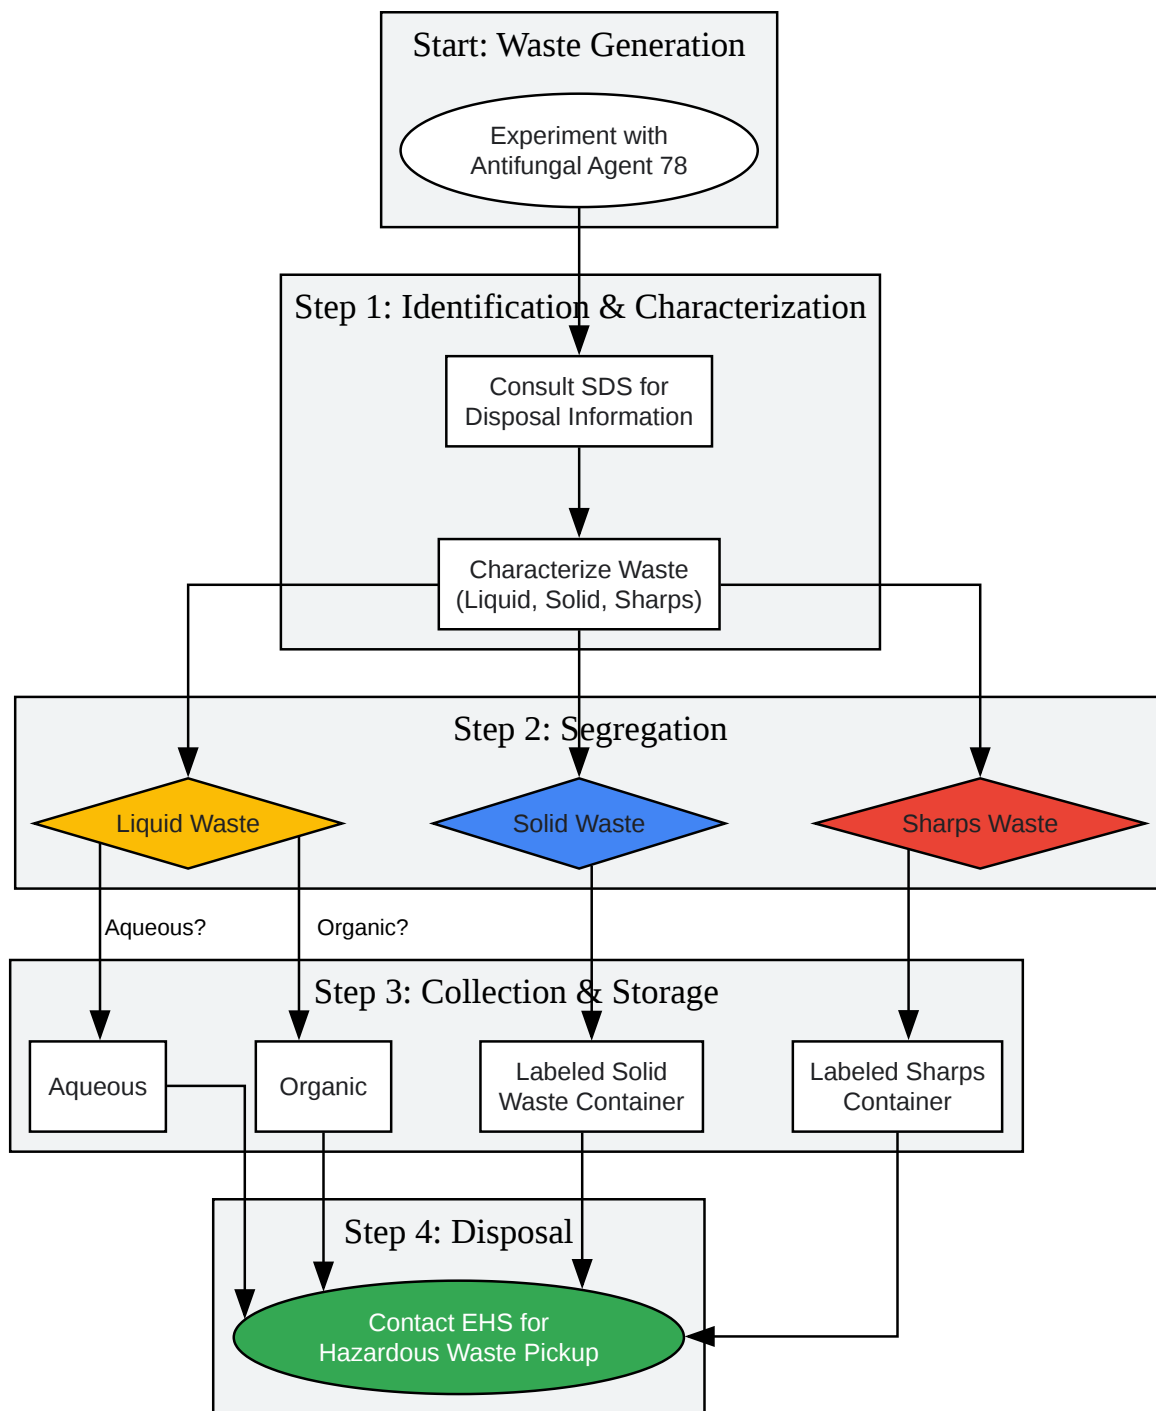 Start: Waste Generation
Experiment with
Antifungal Agent 78
Step 1: Identification & Characterization
Consult SDS for
Disposal Information
Characterize Waste
(Liquid, Solid, Sharps)
Step 2: Segregation
Liquid Waste
Solid Waste
Sharps Waste
Aqueous?
Organic?
Step 3: Collection & Storage
Aqueous
Organic
Labeled Solid
Waste Container
Labeled Sharps
Container
Step 4: Disposal
Contact EHS for
Hazardous Waste Pickup